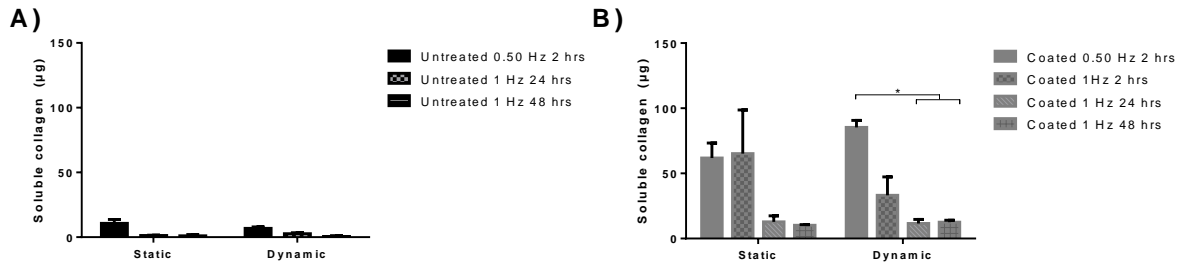 A)
Soluble collagen (µg)
150
100
50
0
Static Dynamic
Untreated 0.50 Hz 2 hrs
Untreated 1 Hz 24 hrs
Untreated 1 Hz 48 hrs
B)
Soluble collagen (µg)
150
100
50
0
*
Static Dynamic
Coated 0.50 Hz 2 hrs
Coated 1Hz 2 hrs
Coated 1 Hz 24 hrs
Coated 1 Hz 48 hrs